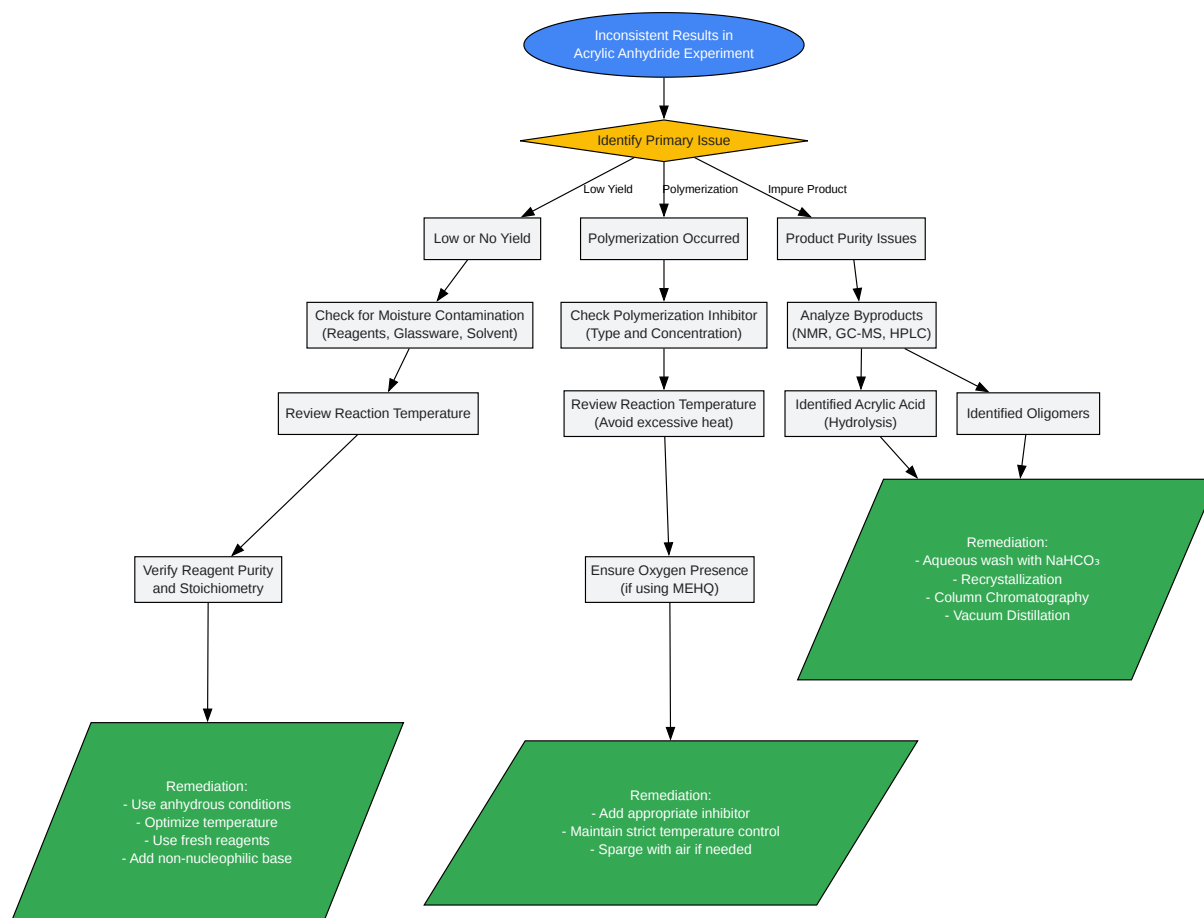 Inconsistent Results in
Acrylic Anhydride Experiment
Identify Primary Issue
Low Yield
Polymerization
Impure Product
Low or No Yield
Polymerization Occurred
Product Purity Issues
Check for Moisture Contamination
(Reagents, Glassware, Solvent)
Check Polymerization Inhibitor
(Type and Concentration)
Analyze Byproducts
(NMR, GC-MS, HPLC)
Review Reaction Temperature
Review Reaction Temperature
(Avoid excessive heat)
Identified Acrylic Acid
(Hydrolysis)
Identified Oligomers
Verify Reagent Purity
and Stoichiometry
Ensure Oxygen Presence
(if using MEHQ)
Remediation:
- Aqueous wash with NaHCO₃
- Recrystallization
- Column Chromatography
- Vacuum Distillation
Remediation:
- Use anhydrous conditions
- Optimize temperature
- Use fresh reagents
- Add non-nucleophilic base
Remediation:
- Add appropriate inhibitor
- Maintain strict temperature control
- Sparge with air if needed